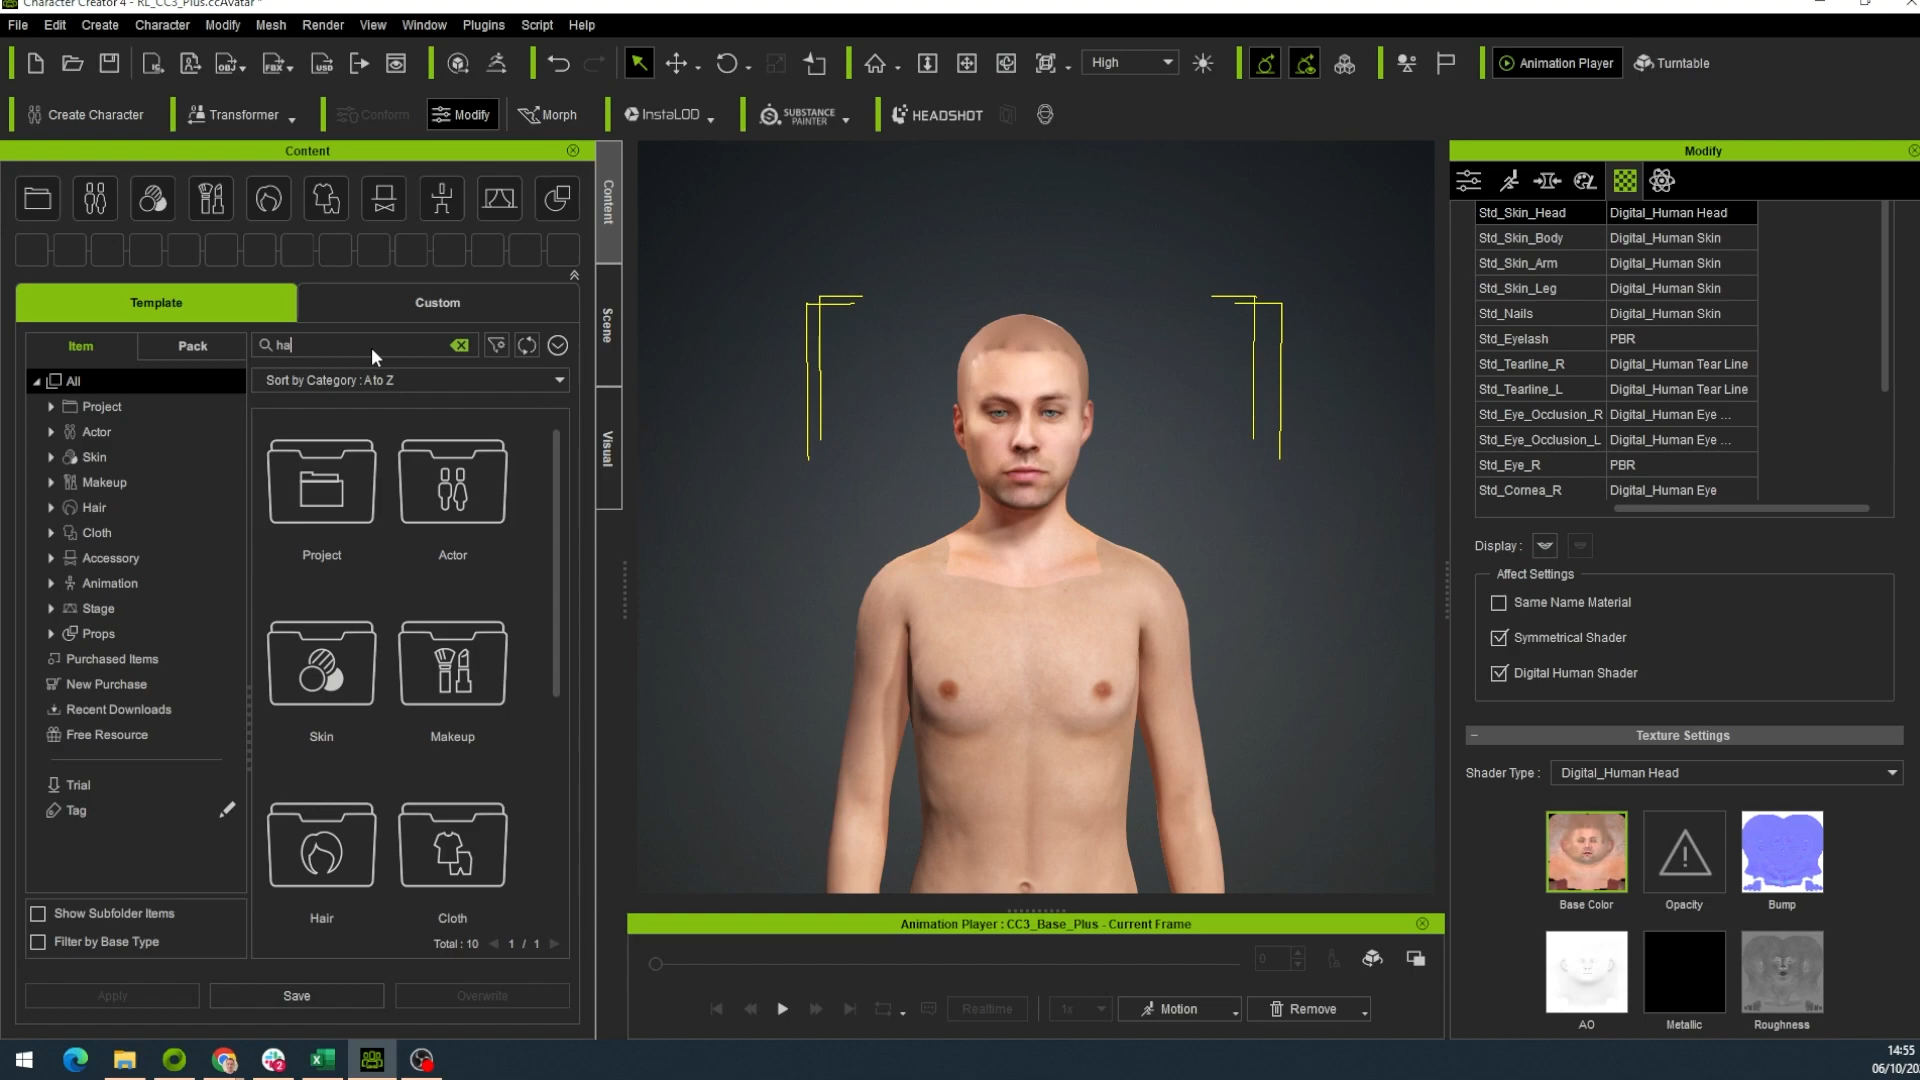 Character Creator 4 - RL_CC3_Plus.ccAvatar *
File Edit Create Character Modify Mesh Render View Window Plugins Script Help
High
Animation Player
Turntable
Create Character
Transformer
Conform
Modify
Morph
InstaLOD
SUBSTANCE
PAINTER
HEADSHOT
Content
Template
Custom
Item
Pack
ha
Sort by Category : A to Z
All
Project
Actor
Skin
Makeup
Hair
Cloth
Accessory
Animation
Stage
Props
Purchased Items
New Purchase
Recent Downloads
Free Resource
Trial
Tag
Project
Actor
Skin
Makeup
Hair
Cloth
Show Subfolder Items
Filter by Base Type
Total : 10
1 / 1
Apply
Save
Overwrite
Content
Scene
Visual
Animation Player : CC3_Base_Plus - Current Frame
0
Realtime
1x
Motion
Remove
Modify
Std_Skin_Head Digital_Human Head
Std_Skin_Body Digital_Human Skin
Std_Skin_Arm Digital_Human Skin
Std_Skin_Leg Digital_Human Skin
Std_Nails Digital_Human Skin
Std_Eyelash PBR
Std_Tearline_R Digital_Human Tear Line
Std_Tearline_L Digital_Human Tear Line
Std_Eye_Occlusion_R Digital_Human Eye ...
Std_Eye_Occlusion_L Digital_Human Eye ...
Std_Eye_R PBR
Std_Cornea_R Digital_Human Eye
Display :
Affect Settings
Same Name Material
Symmetrical Shader
Digital Human Shader
Texture Settings
Shader Type : Digital_Human Head
Base Color
Opacity
Bump
AO
Metallic
Roughness
14:55